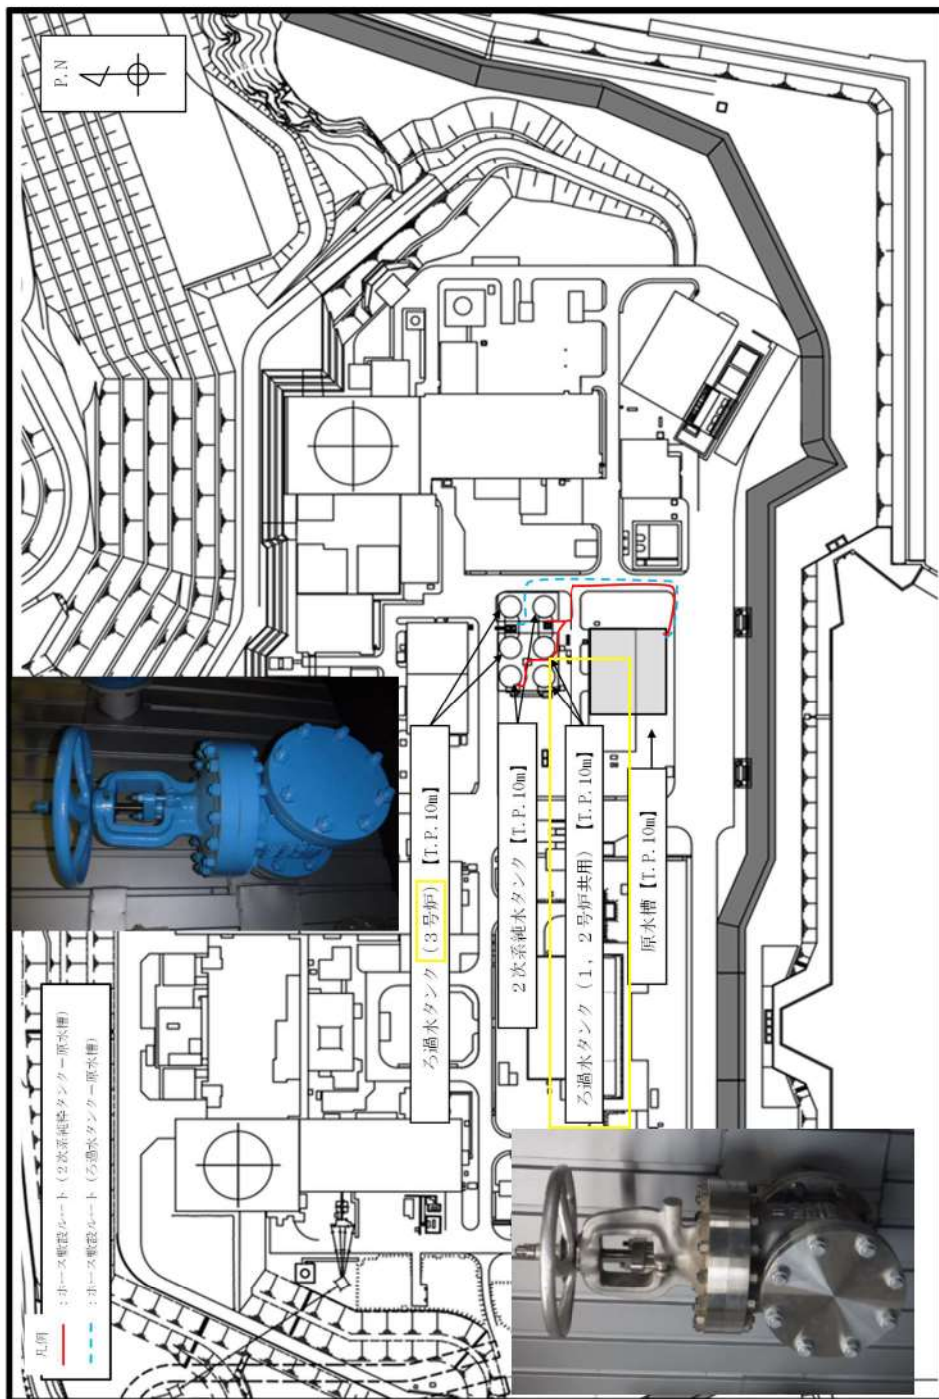 P.N
凡例
：ホース敷設ルート（２次系純粋タンク－原水槽）
：ホース敷設ルート（ろ過水タンク－原水槽）
ろ過水タンク（３号炉）【T.P.10m】
２次系純水タンク【T.P.10m】
ろ過水タンク（１，２号炉共用）【T.P.10m】
原水槽【T.P.10m】